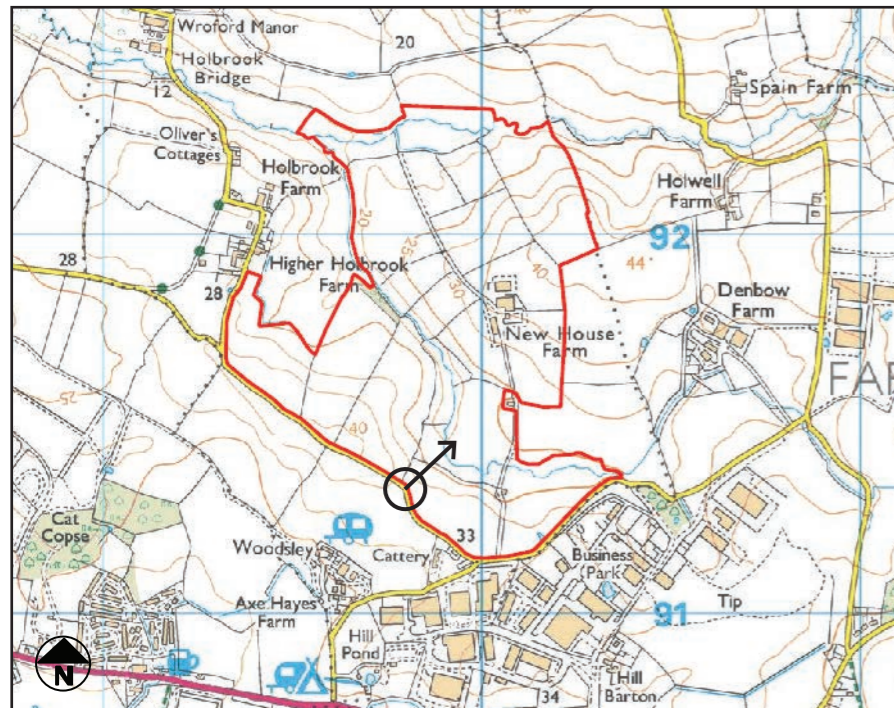 Wroford Manor
20
Holbrook
Bridge
Spain Farm
12
Oliver's
Cottages
Holbrook
Farm
Holwell
Farm
20
92
28
25
40
44
Higher Holbrook
Farm
28
30
Denbow
Farm
New House
Farm
FAR
25
40
33
Cat
Copse
Woodsley
Cattery
Business
Park
Tip
Axe Hayes
Farm
91
Hill
Pond
N
Hill
Barton
34